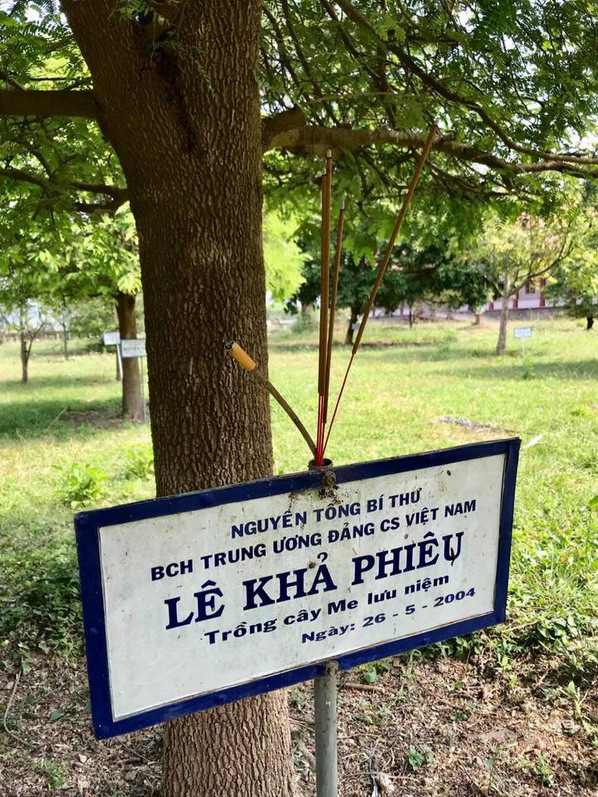 NGUYÊN TỔNG BÍ THƯ
BCH TRUNG ƯƠNG ĐẢNG CS VIỆT NAM
LÊ KHẢ PHIÊU
Trồng cây Me lưu niệm
Ngày: 26 - 5 - 2004